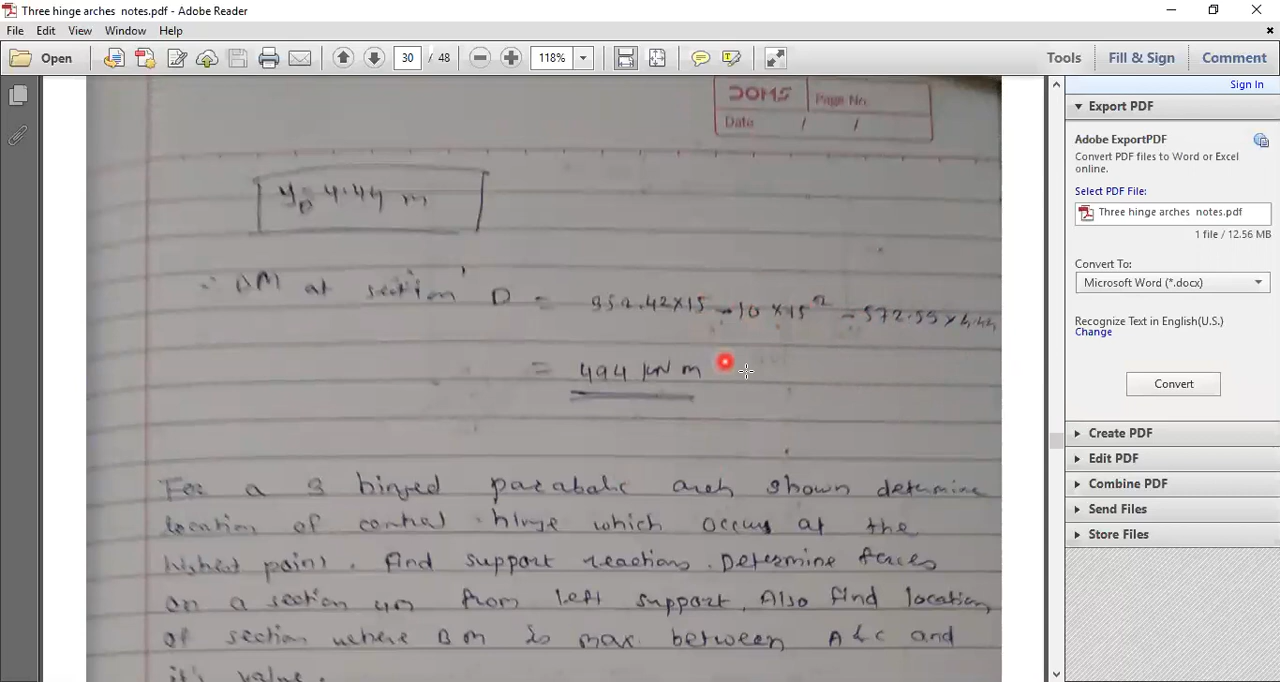 Three hinge arches notes.pdf - Adobe Reader
File Edit View Window Help
Open 30 / 48 118% Tools Fill & Sign Comment
Sign In
DOMS Page No.
Date / /
yD = 4.44 m
∴ BM at section D = 952.42×15 - 10 × 15² - 572.55 × 4.44
= 494 kN m
For a 3 hinged parabolic arch shown determine
location of central hinge which occurs at the
highest point. Find support reactions. Determine forces
on a section 4m from left support. Also find location
of section where BM is max. between A & C and
it's value.
Export PDF
Adobe ExportPDF
Convert PDF files to Word or Excel
online.
Select PDF File:
Three hinge arches notes.pdf
1 file / 12.56 MB
Convert To:
Microsoft Word (*.docx)
Recognize Text in English(U.S.)
Change
Convert
Create PDF
Edit PDF
Combine PDF
Send Files
Store Files